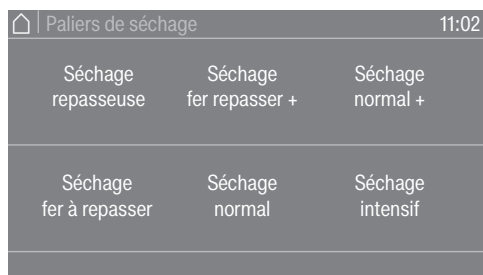 Paliers de séchage 11:02
Séchage repasseuse
Séchage fer repasser +
Séchage normal +
Séchage fer à repasser
Séchage normal
Séchage intensif